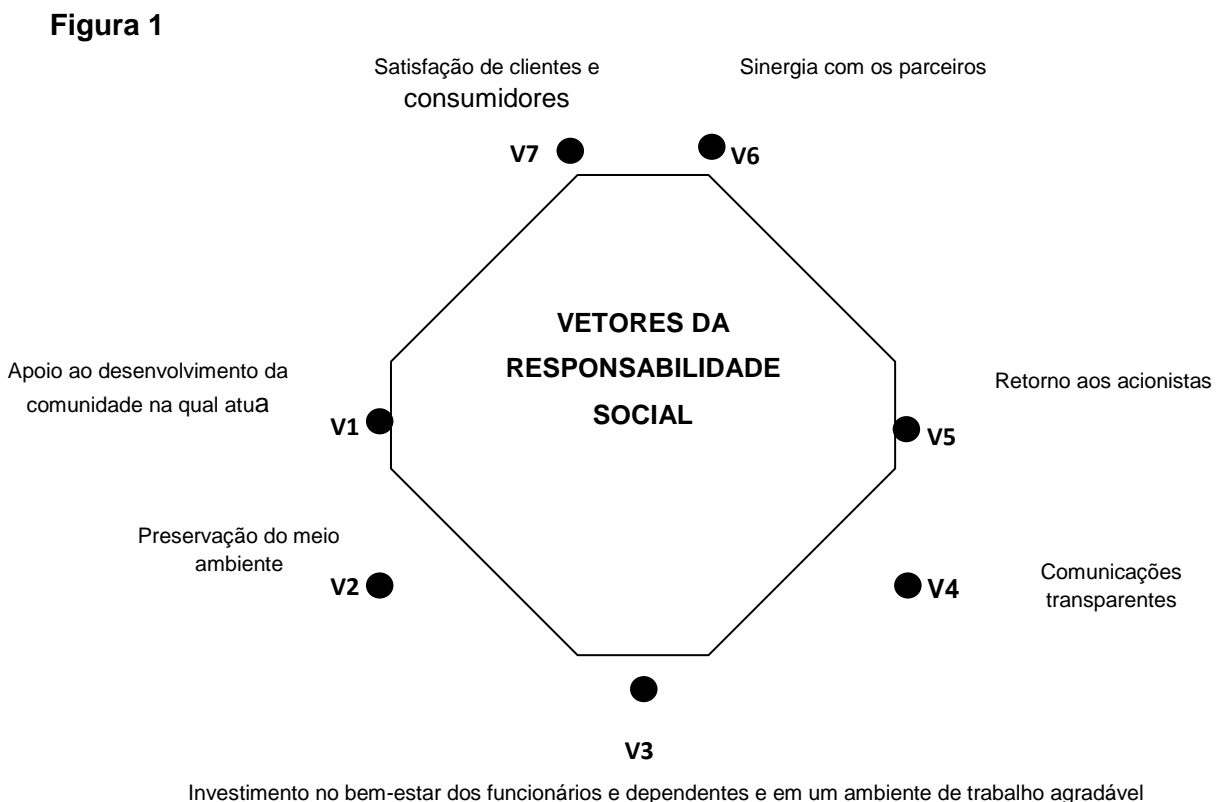 Figura 1
Satisfação de clientes e
consumidores
Sinergia com os parceiros
V7
V6
VETORES DA
RESPONSABILIDADE
SOCIAL
Apoio ao desenvolvimento da
comunidade na qual atua
V1
Retorno aos acionistas
V5
Preservação do meio
ambiente
V2
V4
Comunicações
transparentes
V3
Investimento no bem-estar dos funcionários e dependentes e em um ambiente de trabalho agradável